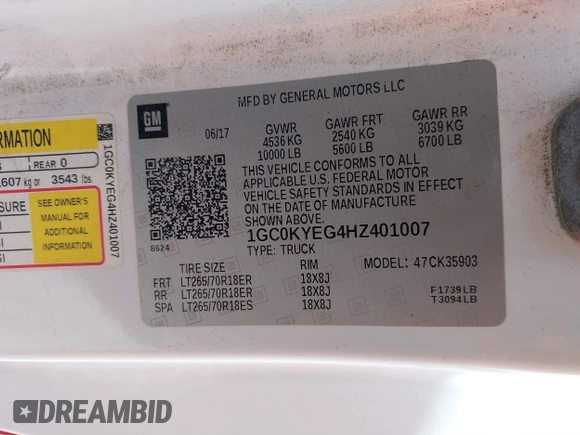 MFD BY GENERAL MOTORS LLC
GM
06/17
GVWR GAWR FRT GAWR RR
4536 KG 2540 KG 3039 KG
10000 LB 5600 LB 6700 LB
THIS VEHICLE CONFORMS TO ALL
APPLICABLE U.S. FEDERAL MOTOR
VEHICLE SAFETY STANDARDS IN EFFECT
ON THE DATE OF MANUFACTURE
SHOWN ABOVE.
1GC0KYEG4HZ401007
8624
TYPE: TRUCK
TIRE SIZE RIM MODEL: 47CK35903
FRT LT265/70R18ER 18X8J
RR LT265/70R18ER 18X8J
SPA LT265/70R18ES 18X8J
F1739LB
T3094LB
REAR 0
607 kg or 3543 lbs.
SEE OWNER'S
MANUAL FOR
ADDITIONAL
INFORMATION
1GC0KYEG4HZ401007
DREAMBID